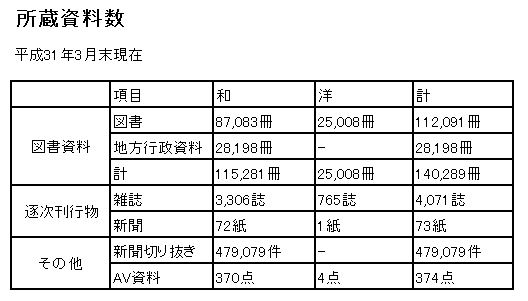 所蔵資料数
平成31年3月末現在
項目 和 洋 計
図書資料 図書 87,083冊 25,008冊 112,091冊
地方行政資料 28,198冊 − 28,198冊
計 115,281冊 25,008冊 140,289冊
逐次刊行物 雑誌 3,306誌 765誌 4,071誌
新聞 72紙 1紙 73紙
その他 新聞切り抜き 479,079件 − 479,079件
AV資料 370点 4点 374点